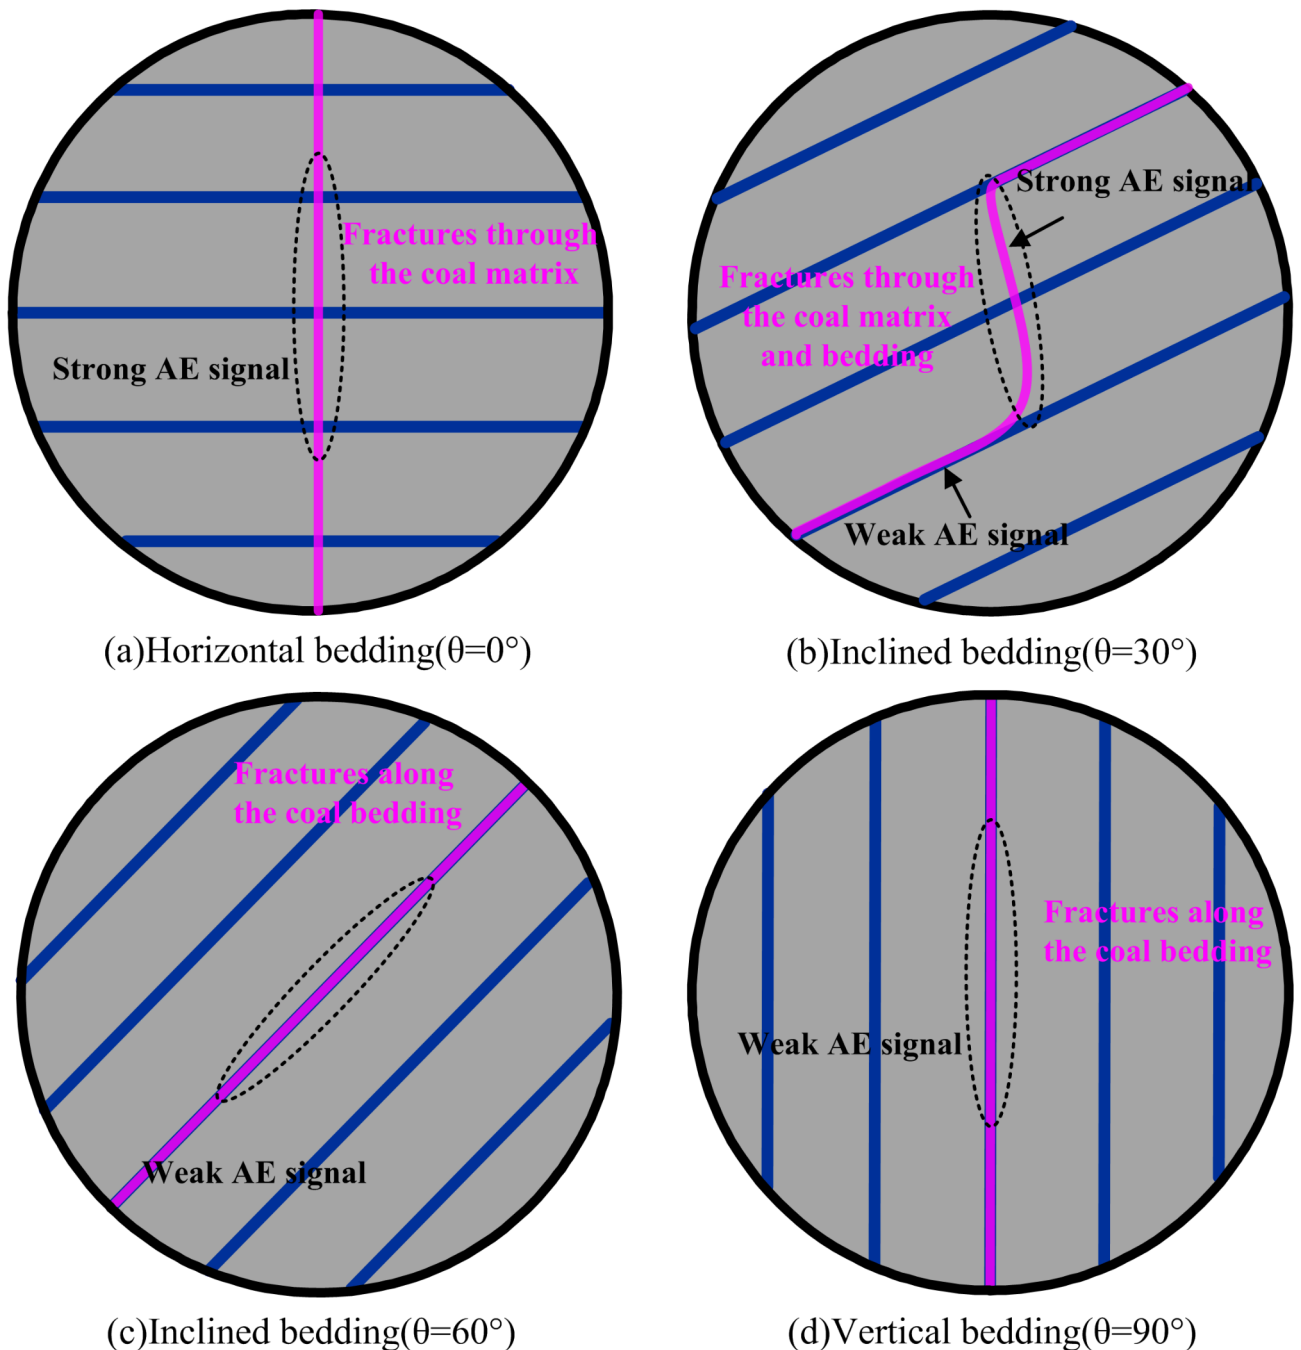 Fractures through
the coal matrix
Strong AE signal
(a)Horizontal bedding(θ=0°)
Strong AE signal
Fractures through
the coal matrix
and bedding
Weak AE signal
(b)Inclined bedding(θ=30°)
Fractures along
the coal bedding
Weak AE signal
(c)Inclined bedding(θ=60°)
Fractures along
the coal bedding
Weak AE signal
(d)Vertical bedding(θ=90°)